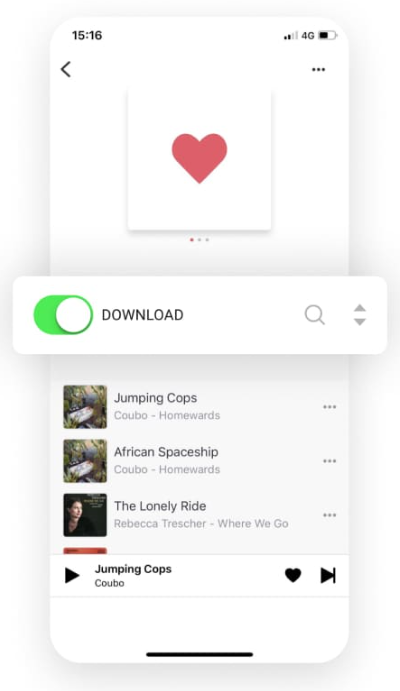 15:16
4G
DOWNLOAD
Jumping Cops
Coubo - Homewards
African Spaceship
Coubo - Homewards
The Lonely Ride
Rebecca Trescher - Where We Go
Jumping Cops
Coubo